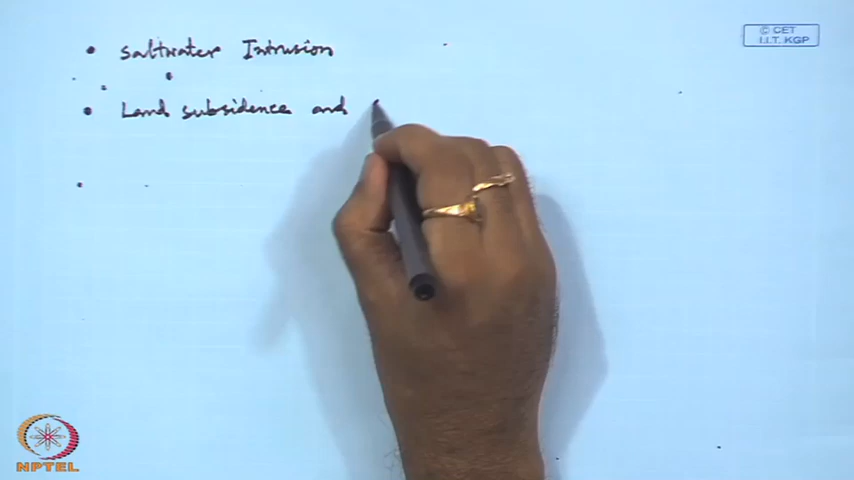 © CET
I.I.T. KGP
• saltwater Intrusion
• Land subsidence and
NPTEL